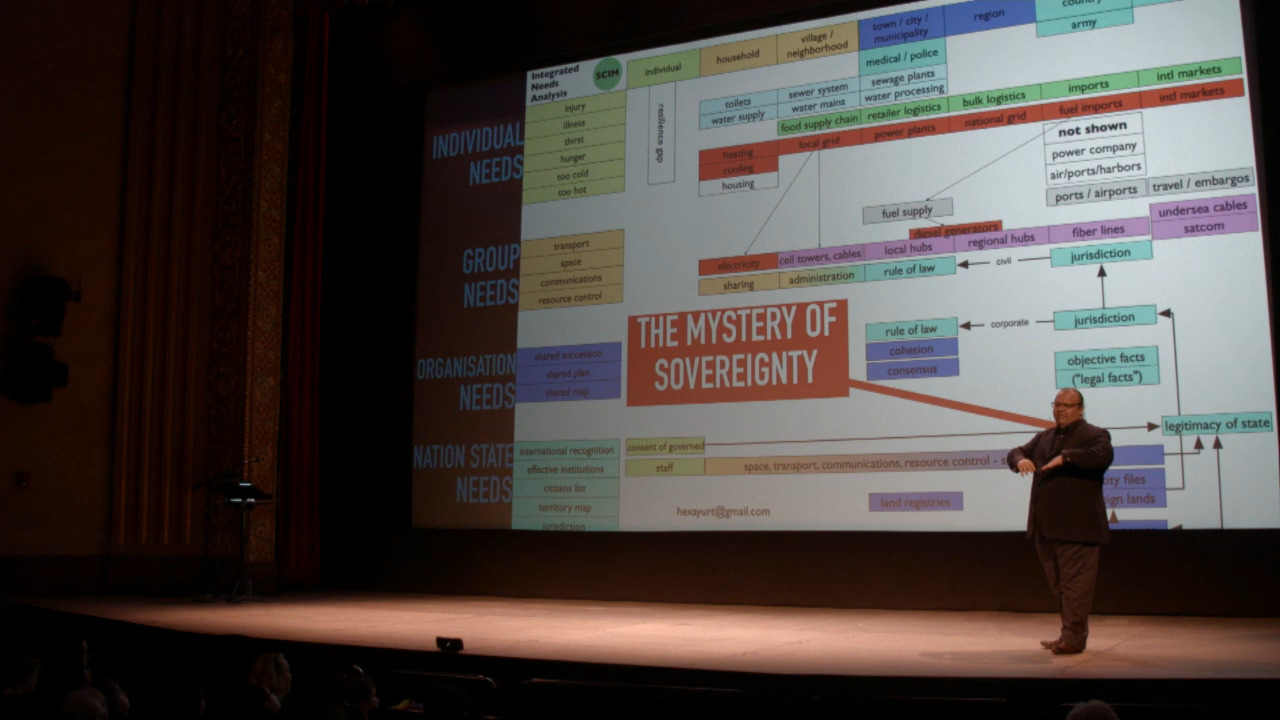 Integrated
Needs
Analysis
SCIM
individual
household
village /
neighborhood
town / city /
municipality
region
country /
army
medical / police
INDIVIDUAL
NEEDS
injury
illness
thirst
hunger
too cold
too hot
resilience gap
toilets
water supply
sewer system
water mains
sewage plants
water processing
food supply chain
retailer logistics
bulk logistics
imports
intl markets
heating
cooling
housing
local grid
power plants
national grid
fuel imports
intl markets
not shown
power company
air/ports/harbors
ports / airports
travel / embargos
fuel supply
diesel generators
GROUP
NEEDS
transport
space
communications
resource control
electricity
cell towers, cables
local hubs
regional hubs
fiber lines
undersea cables
satcom
sharing
administration
rule of law
civil
jurisdiction
THE MYSTERY OF
SOVEREIGNTY
rule of law
corporate
jurisdiction
cohesion
consensus
objective facts
("legal facts")
ORGANISATION
NEEDS
shared succession
shared plan
shared map
legitimacy of state
NATION STATE
NEEDS
international recognition
effective institutions
citizens list
territory map
jurisdiction
consent of governed
staff
space, transport, communications, resource control - s
ity files
eign lands
land registries
hexayurt@gmail.com